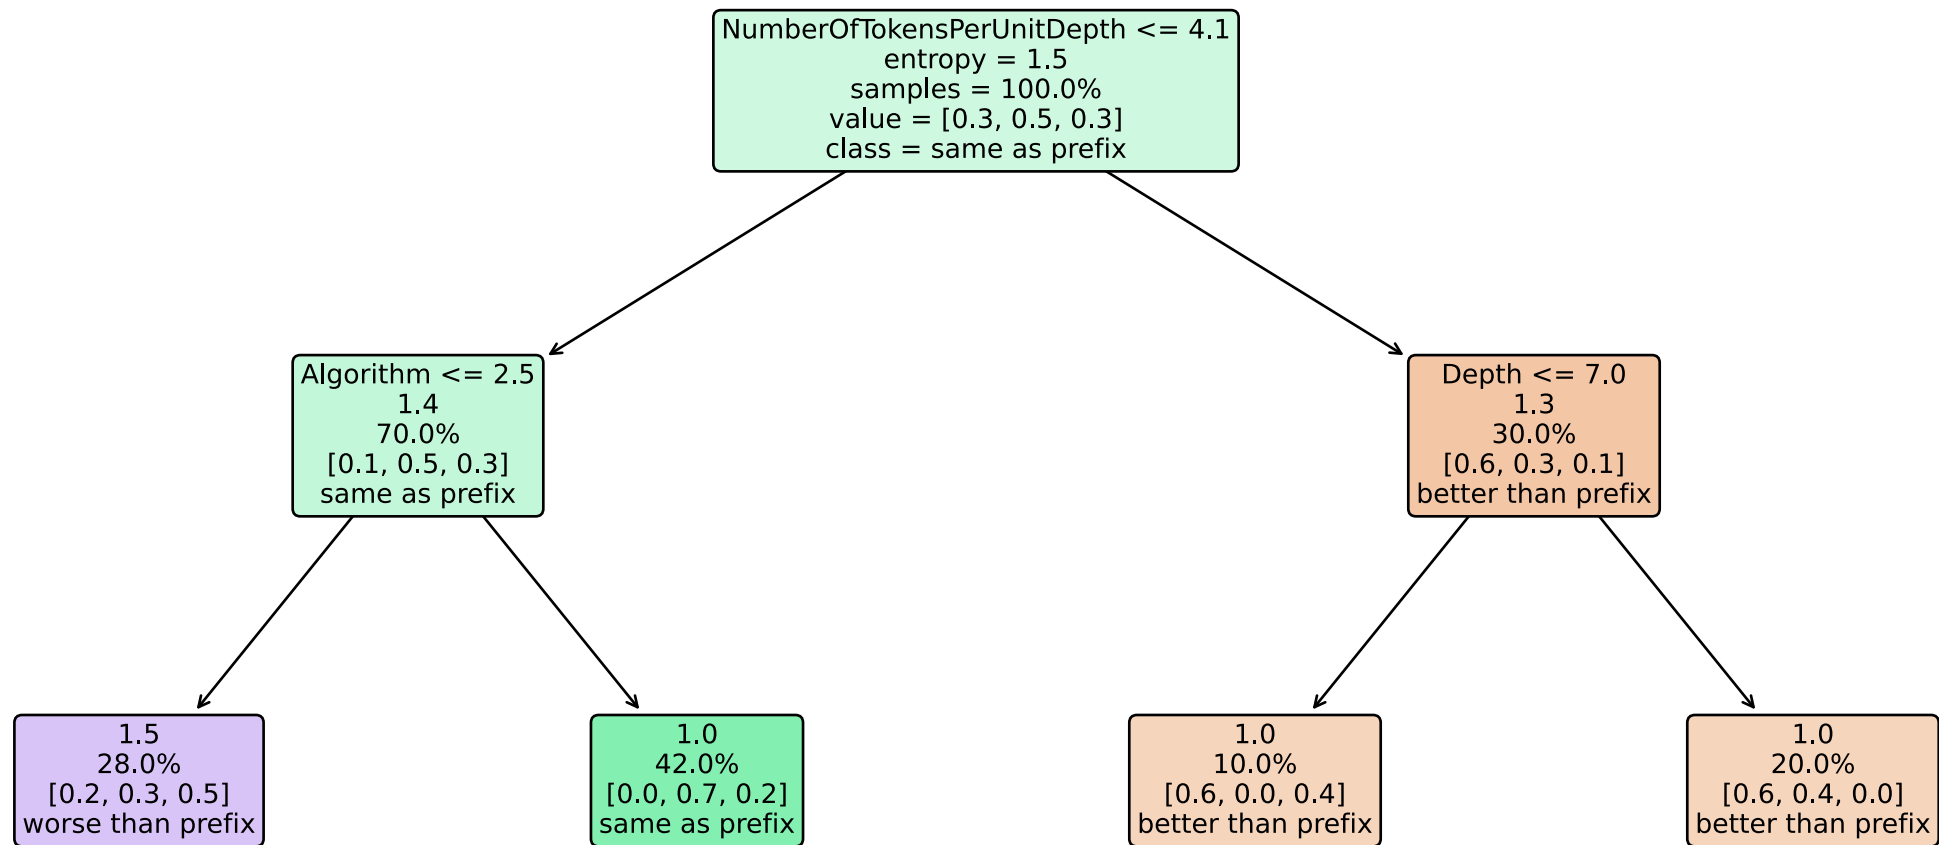 NumberOfTokensPerUnitDepth <= 4.1
entropy = 1.5
samples = 100.0%
value = [0.3, 0.5, 0.3]
class = same as prefix
Algorithm <= 2.5
1.4
70.0%
[0.1, 0.5, 0.3]
same as prefix
Depth <= 7.0
1.3
30.0%
[0.6, 0.3, 0.1]
better than prefix
1.5
28.0%
[0.2, 0.3, 0.5]
worse than prefix
1.0
42.0%
[0.0, 0.7, 0.2]
same as prefix
1.0
10.0%
[0.6, 0.0, 0.4]
better than prefix
1.0
20.0%
[0.6, 0.4, 0.0]
better than prefix